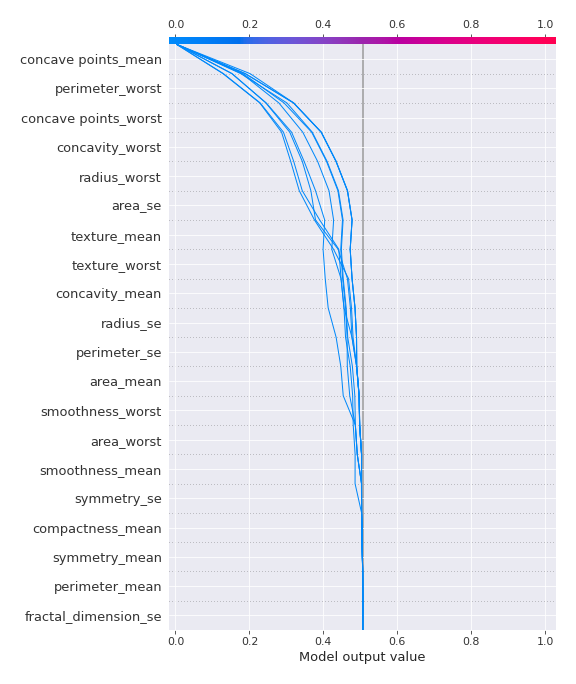 0.0 0.2 0.4 0.6 0.8 1.0
concave points_mean
perimeter_worst
concave points_worst
concavity_worst
radius_worst
area_se
texture_mean
texture_worst
concavity_mean
radius_se
perimeter_se
area_mean
smoothness_worst
area_worst
smoothness_mean
symmetry_se
compactness_mean
symmetry_mean
perimeter_mean
fractal_dimension_se
0.0 0.2 0.4 0.6 0.8 1.0
Model output value